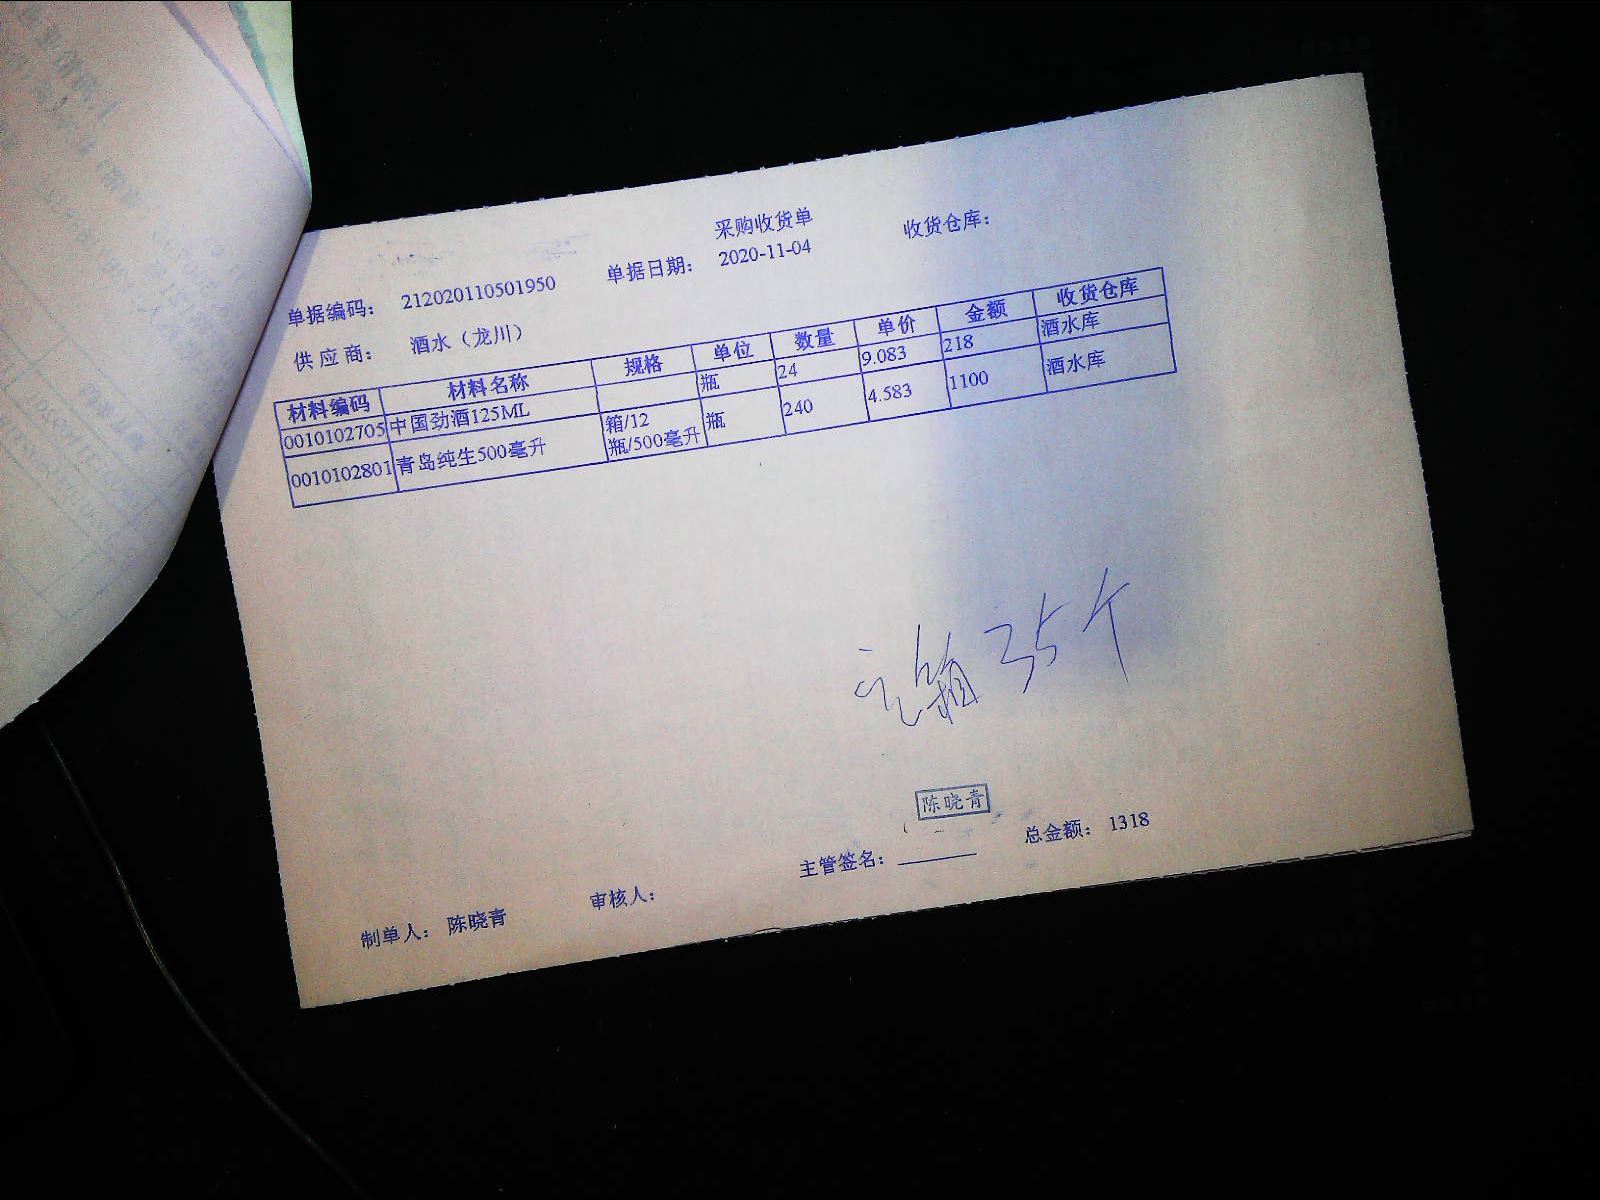 采购收货单
单据编码： 212020110501950 单据日期： 2020-11-04 收货仓库：
供应商： 酒水（龙川）
材料编码 材料名称 规格 单位 数量 单价 金额 收货仓库
0010102705 中国劲酒125ML 瓶 24 9.083 218 酒水库
0010102801 青岛纯生500毫升 箱/12瓶/500毫升 瓶 240 4.583 1100 酒水库
箱35个
陈晓青
制单人： 陈晓青 审核人： 主管签名： 总金额： 1318